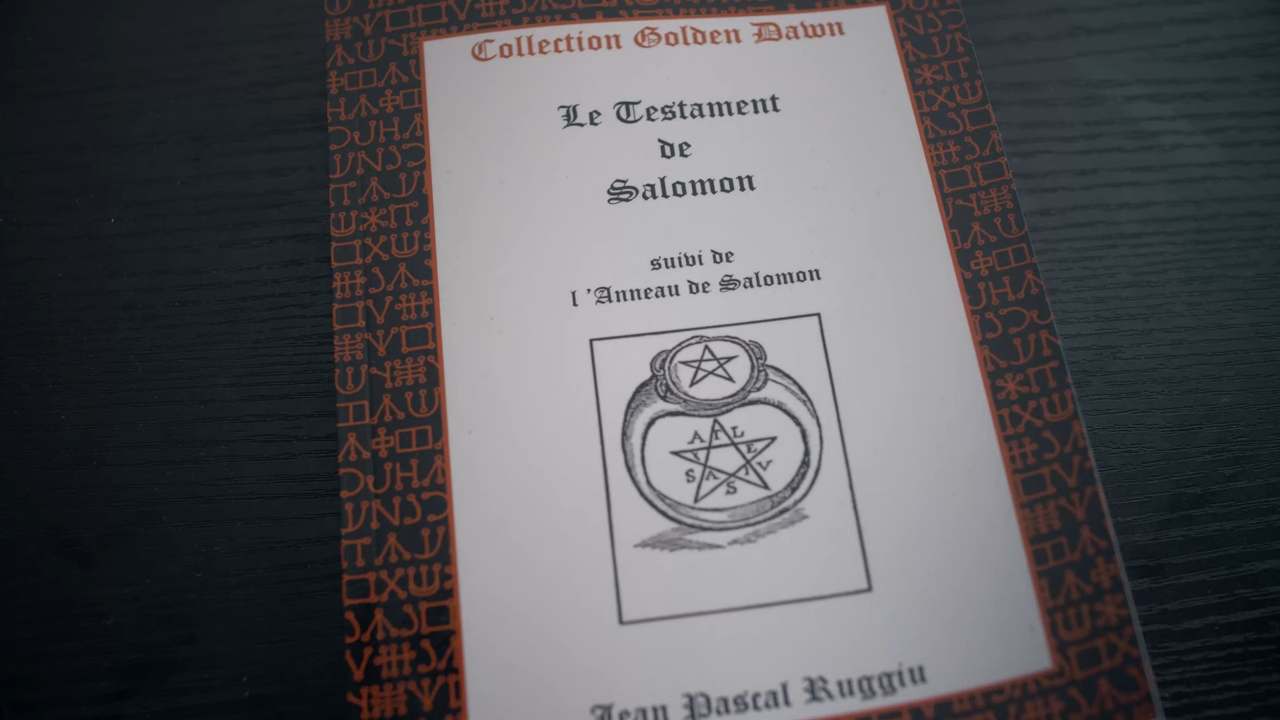 Collection Golden Dawn
Le Testament
de
Salomon
suivi de
l'Anneau de Salomon
Jean Pascal Ruggiu